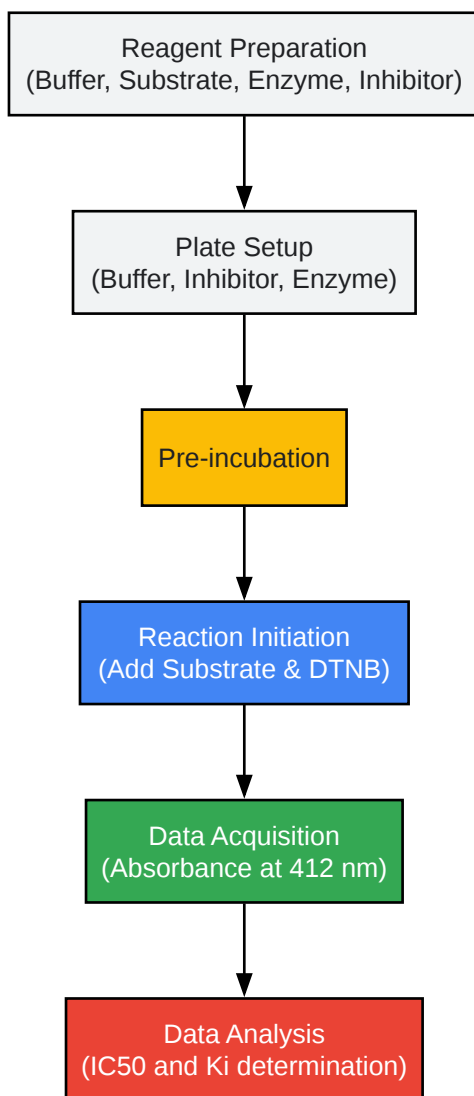 Reagent Preparation
(Buffer, Substrate, Enzyme, Inhibitor)
Plate Setup
(Buffer, Inhibitor, Enzyme)
Pre-incubation
Reaction Initiation
(Add Substrate & DTNB)
Data Acquisition
(Absorbance at 412 nm)
Data Analysis
(IC50 and Ki determination)